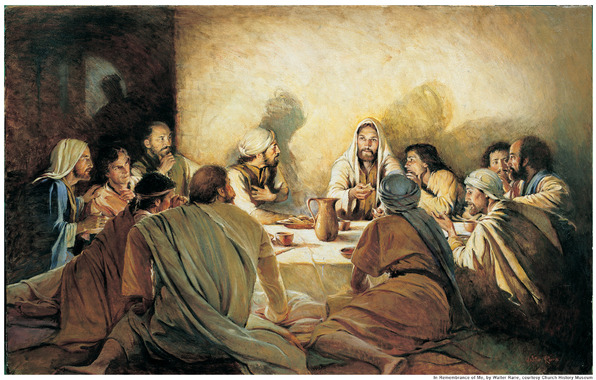 In Remembrance of Me, by Walter Rane, courtesy Church History Museum